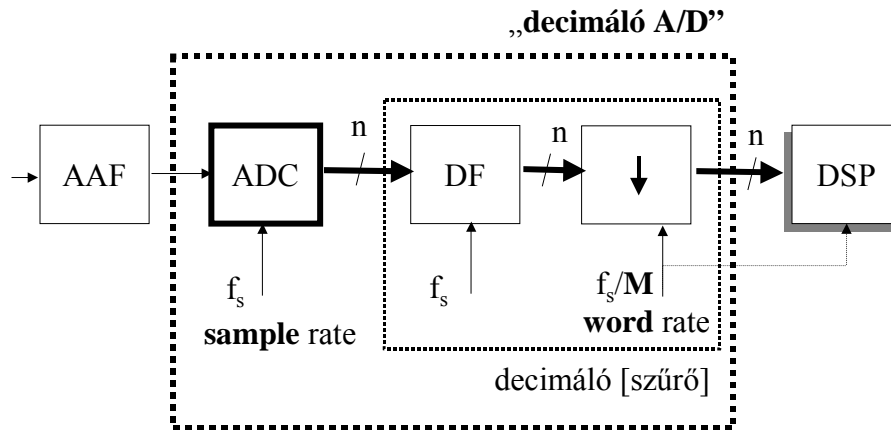 „decimáló A/D”
n
n
n
AAF
ADC
DF
DSP
fs
fs
fs/M
sample rate
word rate
decimáló [szűrő]